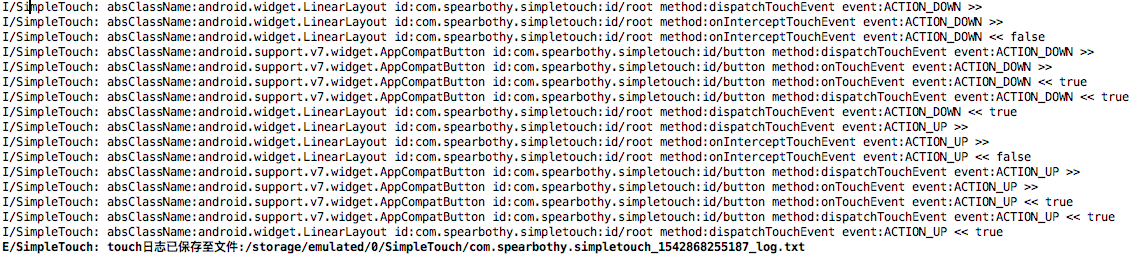 I/SimpleTouch: absClassName:android.widget.LinearLayout id:com.spearbothy.simpletouch:id/root method:dispatchTouchEvent event:ACTION_DOWN >>
I/SimpleTouch: absClassName:android.widget.LinearLayout id:com.spearbothy.simpletouch:id/root method:onInterceptTouchEvent event:ACTION_DOWN >>
I/SimpleTouch: absClassName:android.widget.LinearLayout id:com.spearbothy.simpletouch:id/root method:onInterceptTouchEvent event:ACTION_DOWN << false
I/SimpleTouch: absClassName:android.support.v7.widget.AppCompatButton id:com.spearbothy.simpletouch:id/button method:dispatchTouchEvent event:ACTION_DOWN >>
I/SimpleTouch: absClassName:android.support.v7.widget.AppCompatButton id:com.spearbothy.simpletouch:id/button method:onTouchEvent event:ACTION_DOWN >>
I/SimpleTouch: absClassName:android.support.v7.widget.AppCompatButton id:com.spearbothy.simpletouch:id/button method:onTouchEvent event:ACTION_DOWN << true
I/SimpleTouch: absClassName:android.support.v7.widget.AppCompatButton id:com.spearbothy.simpletouch:id/button method:dispatchTouchEvent event:ACTION_DOWN << true
I/SimpleTouch: absClassName:android.widget.LinearLayout id:com.spearbothy.simpletouch:id/root method:dispatchTouchEvent event:ACTION_DOWN << true
I/SimpleTouch: absClassName:android.widget.LinearLayout id:com.spearbothy.simpletouch:id/root method:dispatchTouchEvent event:ACTION_UP >>
I/SimpleTouch: absClassName:android.widget.LinearLayout id:com.spearbothy.simpletouch:id/root method:onInterceptTouchEvent event:ACTION_UP >>
I/SimpleTouch: absClassName:android.widget.LinearLayout id:com.spearbothy.simpletouch:id/root method:onInterceptTouchEvent event:ACTION_UP << false
I/SimpleTouch: absClassName:android.support.v7.widget.AppCompatButton id:com.spearbothy.simpletouch:id/button method:dispatchTouchEvent event:ACTION_UP >>
I/SimpleTouch: absClassName:android.support.v7.widget.AppCompatButton id:com.spearbothy.simpletouch:id/button method:onTouchEvent event:ACTION_UP >>
I/SimpleTouch: absClassName:android.support.v7.widget.AppCompatButton id:com.spearbothy.simpletouch:id/button method:onTouchEvent event:ACTION_UP << true
I/SimpleTouch: absClassName:android.support.v7.widget.AppCompatButton id:com.spearbothy.simpletouch:id/button method:dispatchTouchEvent event:ACTION_UP << true
I/SimpleTouch: absClassName:android.widget.LinearLayout id:com.spearbothy.simpletouch:id/root method:dispatchTouchEvent event:ACTION_UP << true
E/SimpleTouch: touch日志已保存至文件:/storage/emulated/0/SimpleTouch/com.spearbothy.simpletouch_1542868255187_log.txt